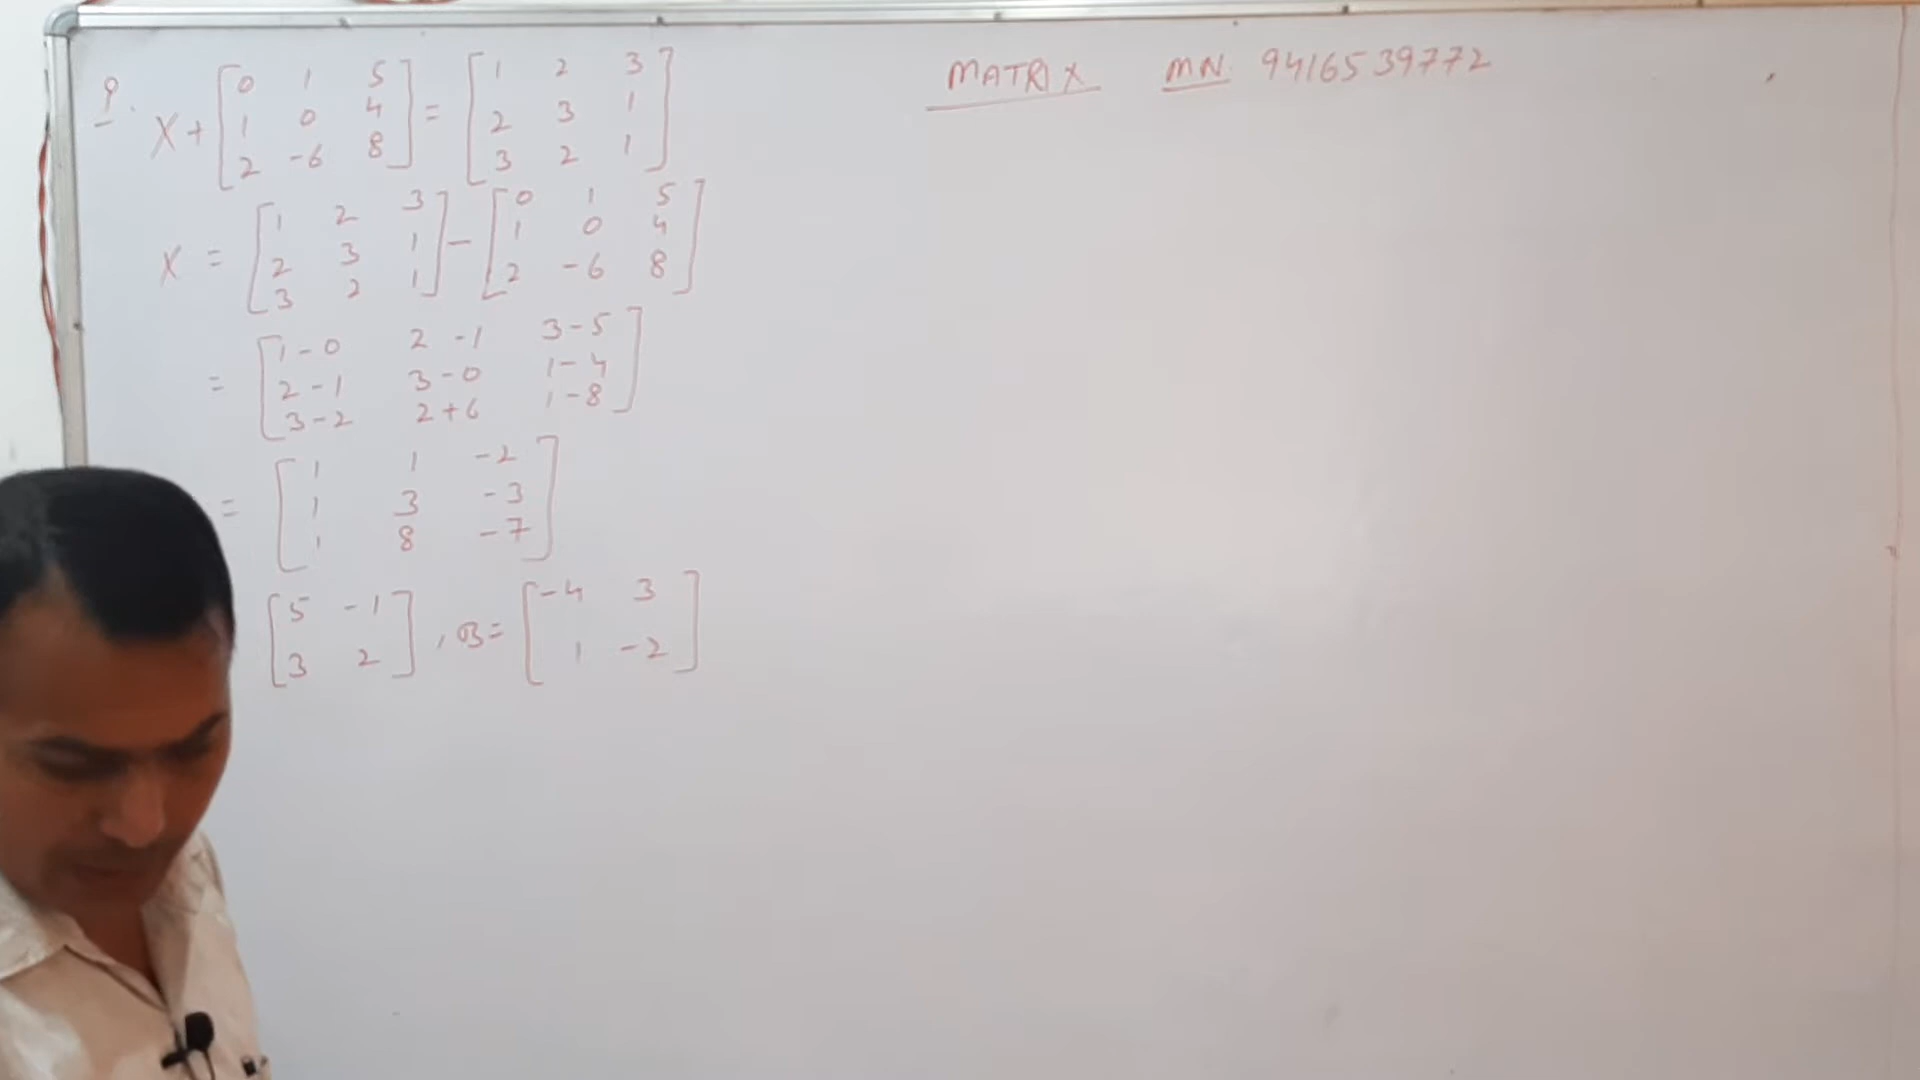 MATRIX MN. 9416539772
Q. X + [0 1 5
1 0 4
2 -6 8] = [1 2 3
2 3 1
3 2 1]
X = [1 2 3
2 3 1
3 2 1] - [0 1 5
1 0 4
2 -6 8]
= [1-0 2-1 3-5
2-1 3-0 1-4
3-2 2+6 1-8]
= [1 1 -2
1 3 -3
1 8 -7]
[5 -1
3 2], B = [-4 3
1 -2]